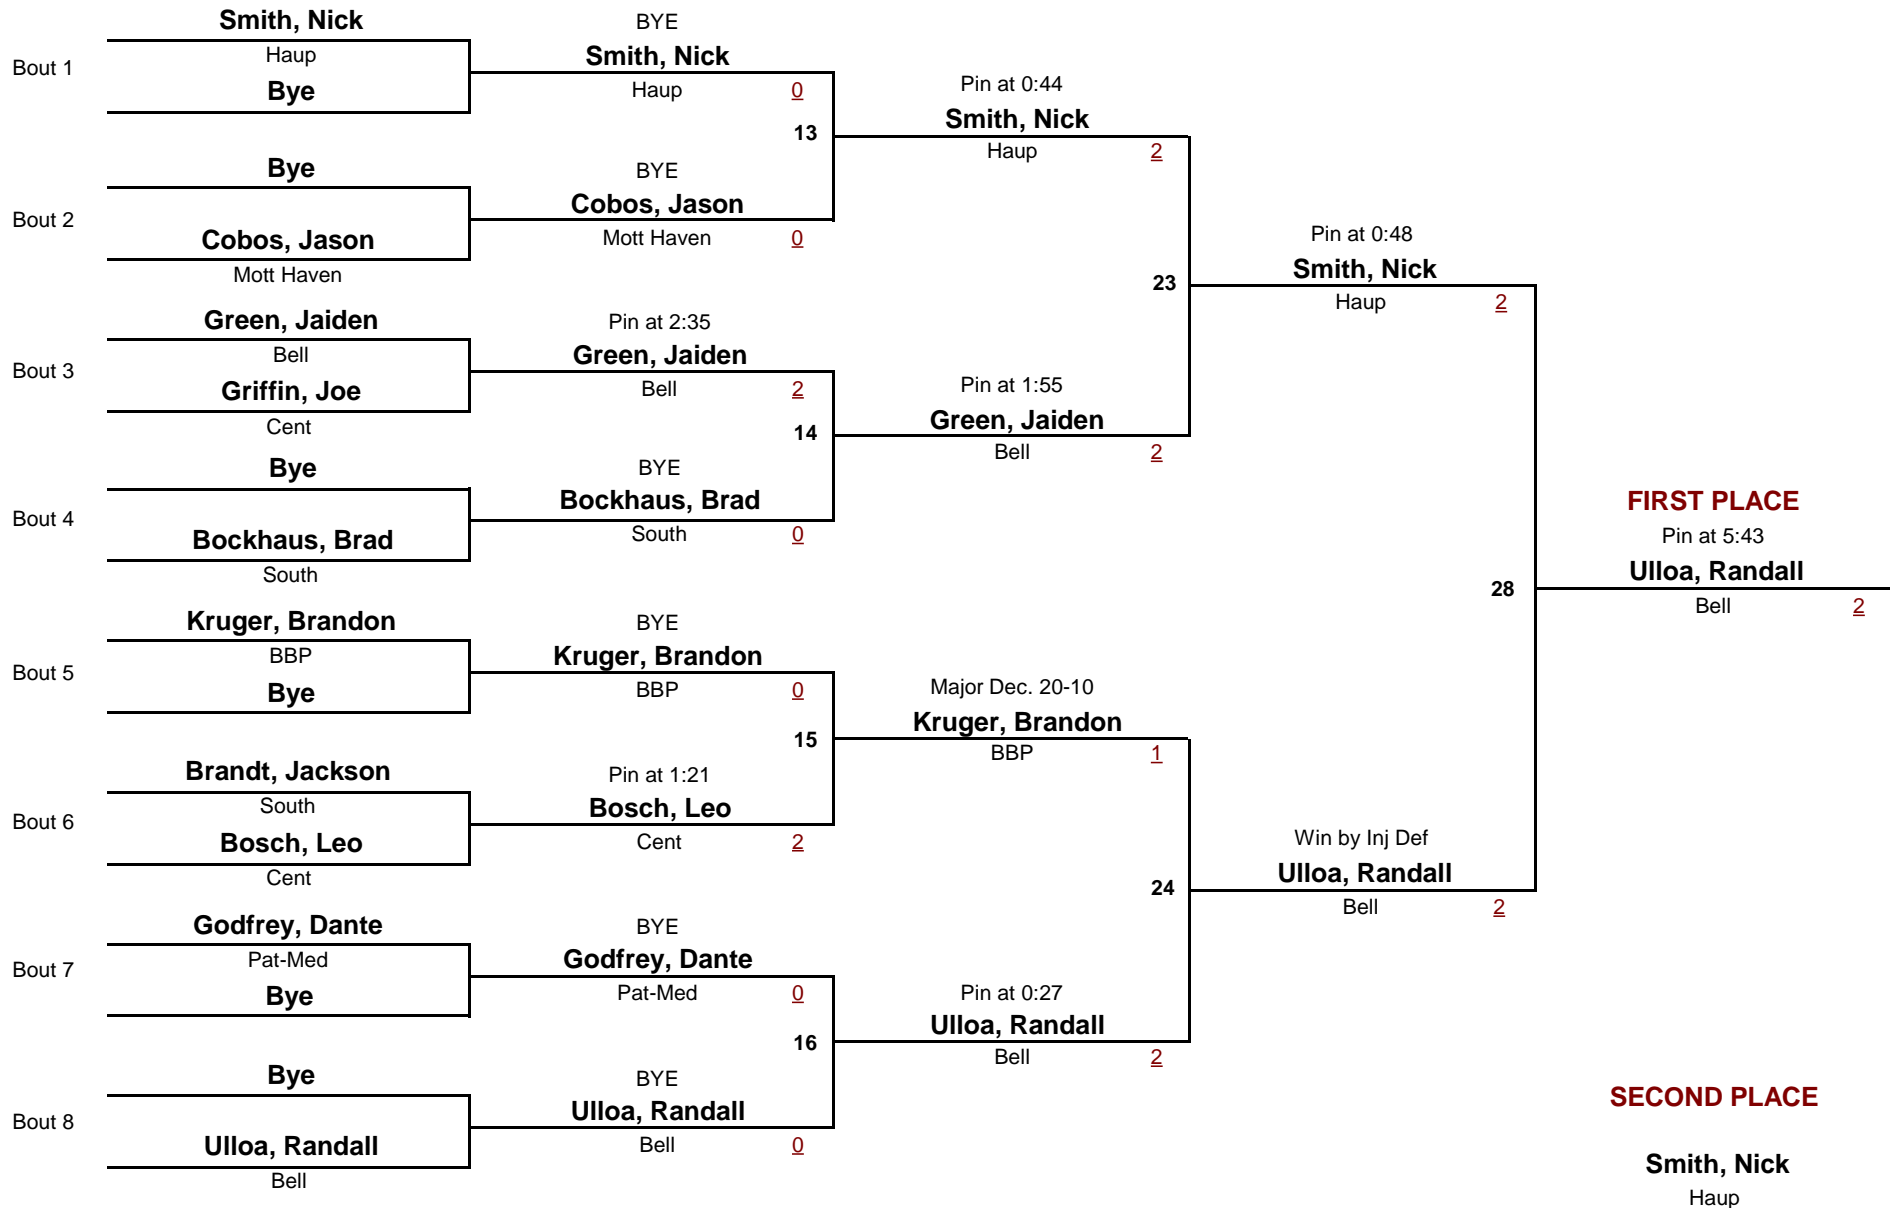 Smith, Nick
Bout 1
Haup
Bye
Bye
Bout 2
Cobos, Jason
Mott Haven
Green, Jaiden
Bout 3
Bell
Griffin, Joe
Cent
Bye
Bout 4
Bockhaus, Brad
South
Kruger, Brandon
Bout 5
BBP
Bye
Brandt, Jackson
Bout 6
South
Bosch, Leo
Cent
Godfrey, Dante
Bout 7
Pat-Med
Bye
Bye
Bout 8
Ulloa, Randall
Bell
BYE
Smith, Nick
Haup 0
13
BYE
Cobos, Jason
Mott Haven 0
Pin at 2:35
Green, Jaiden
Bell 2
14
BYE
Bockhaus, Brad
South 0
BYE
Kruger, Brandon
BBP 0
15
Pin at 1:21
Bosch, Leo
Cent 2
BYE
Godfrey, Dante
Pat-Med 0
16
BYE
Ulloa, Randall
Bell 0
Pin at 0:44
Smith, Nick
Haup 2
23
Pin at 1:55
Green, Jaiden
Bell 2
Major Dec. 20-10
Kruger, Brandon
BBP 1
24
Pin at 0:27
Ulloa, Randall
Bell 2
Pin at 0:48
Smith, Nick
Haup 2
28
Win by Inj Def
Ulloa, Randall
Bell 2
FIRST PLACE
Pin at 5:43
Ulloa, Randall
Bell 2
SECOND PLACE
Smith, Nick
Haup